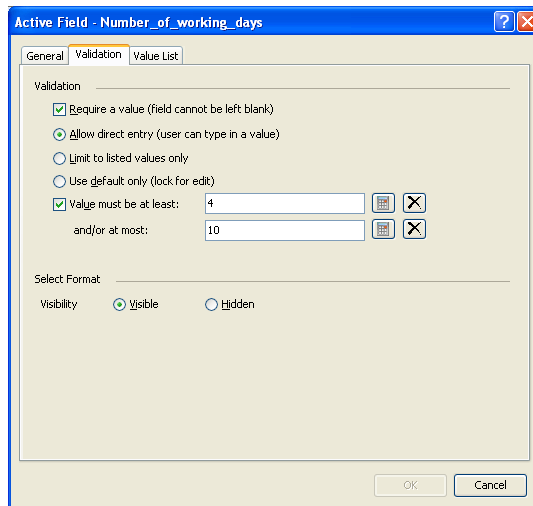 Active Field - Number_of_working_days
General Validation Value List
Validation
Require a value (field cannot be left blank)
Allow direct entry (user can type in a value)
Limit to listed values only
Use default only (lock for edit)
Value must be at least: 4
and/or at most: 10
Select Format
Visibility Visible Hidden
OK Cancel